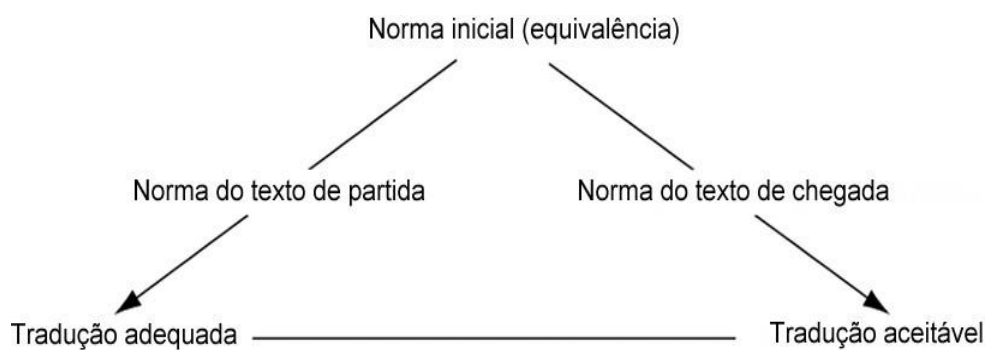 Norma inicial (equivalência)
Norma do texto de partida
Norma do texto de chegada
Tradução adequada
Tradução aceitável